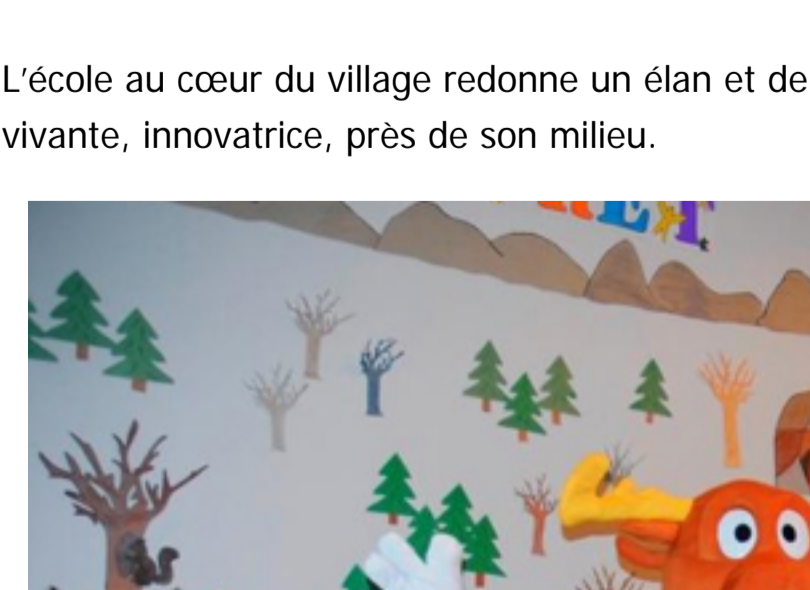 L'école au cœur du village redonne un élan et de
vivante, innovatrice, près de son milieu.